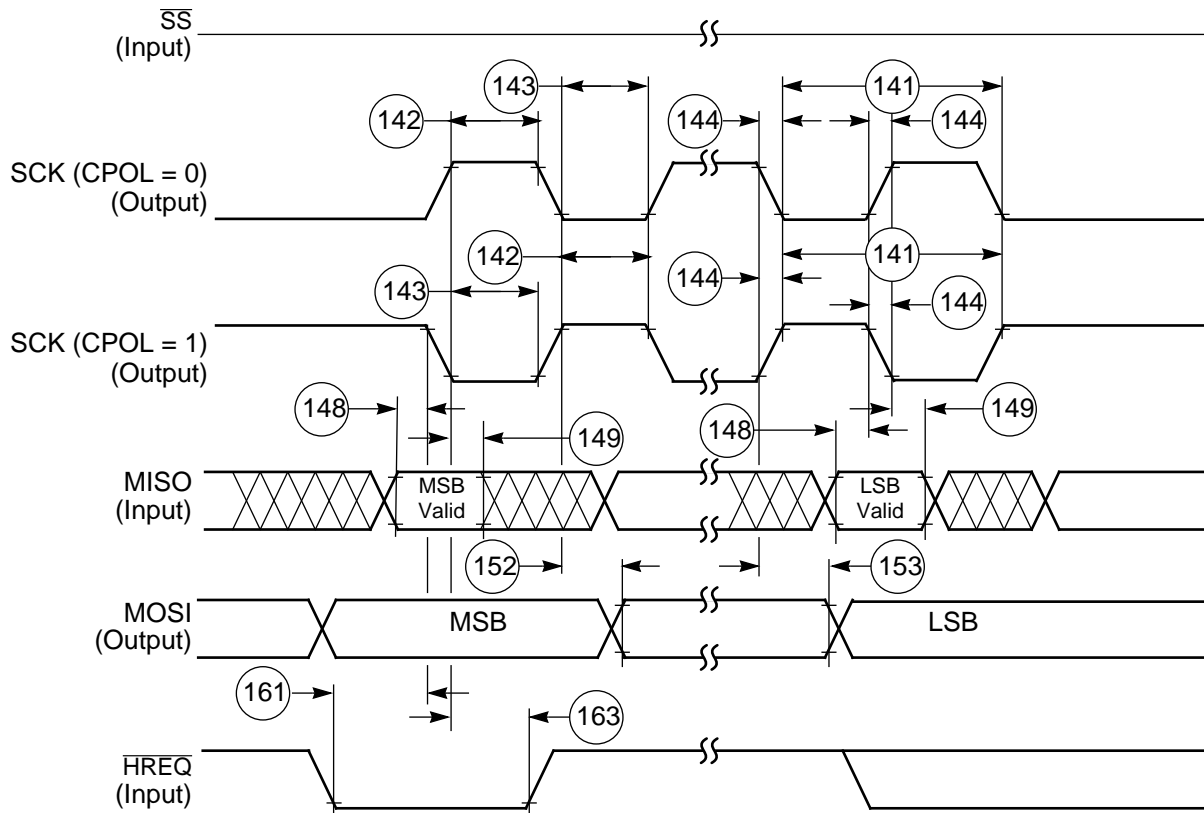 SS
(Input)
143
142
141
144
144
SCK (CPOL = 0)
(Output)
142
141
143
144
144
SCK (CPOL = 1)
(Output)
148
149
148
149
MISO
(Input)
MSB
Valid
LSB
Valid
152
153
MOSI
(Output)
MSB
LSB
161
163
HREQ
(Input)